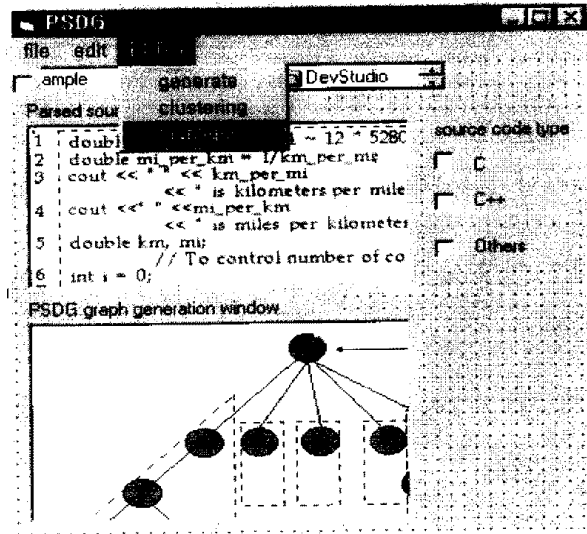 PSDG
file edit
ample
generate
DevStudio
clustering
Parsed sour
source code type
1 double ~ 12 * 5280
2 double mi_per_km = 1/km_per_mi;
3 cout << " " << km_per_mi
<< " is kilometers per mile
4 cout << " " <<mi_per_km
<< " is miles per kilometer
5 double km, mi;
// To control number of co
6 int i = 0;
C
C++
Others
PSDG graph generation window